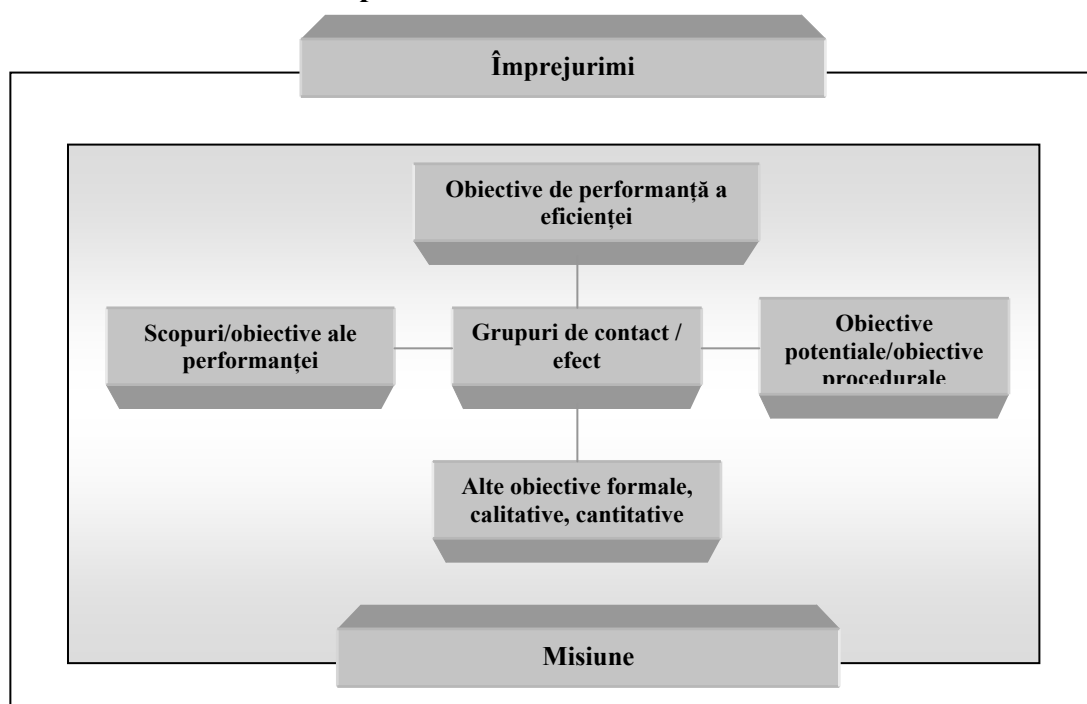 Împrejurimi
Obiective de performanță a
eficienței
Scopuri/obiective ale
performanței
Grupuri de contact /
efect
Obiective
potentiale/obiective
procedurale
Alte obiective formale,
calitative, cantitative
Misiune